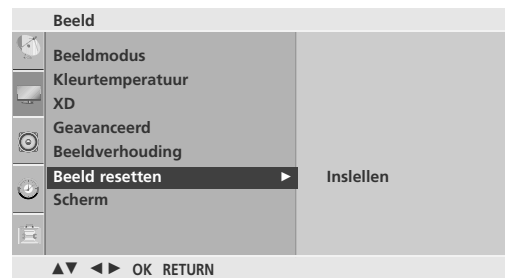 Beeld
Beeldmodus
Kleurtemperatuur
XD
Geavanceerd
Beeldverhouding
Beeld resetten ► Inslellen
Scherm
▲▼ ◄► OK RETURN